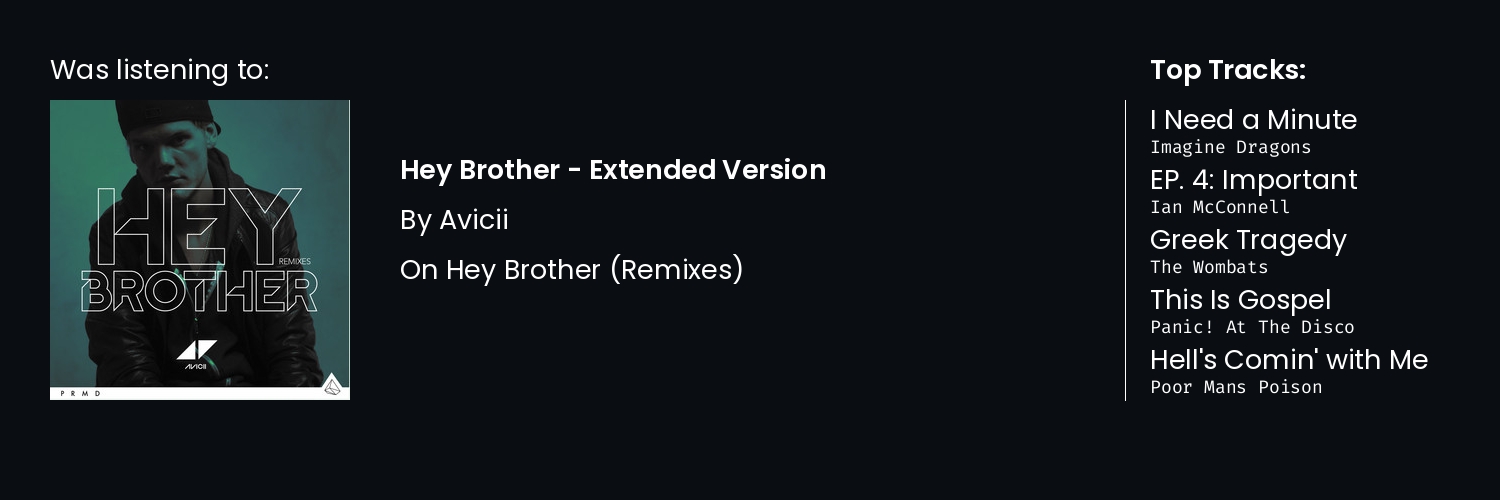 Was listening to:
HEY
REMIXES
BROTHER
AVICII
PRMD
Hey Brother - Extended Version
By Avicii
On Hey Brother (Remixes)
Top Tracks:
I Need a Minute
Imagine Dragons
EP. 4: Important
Ian McConnell
Greek Tragedy
The Wombats
This Is Gospel
Panic! At The Disco
Hell's Comin' with Me
Poor Mans Poison